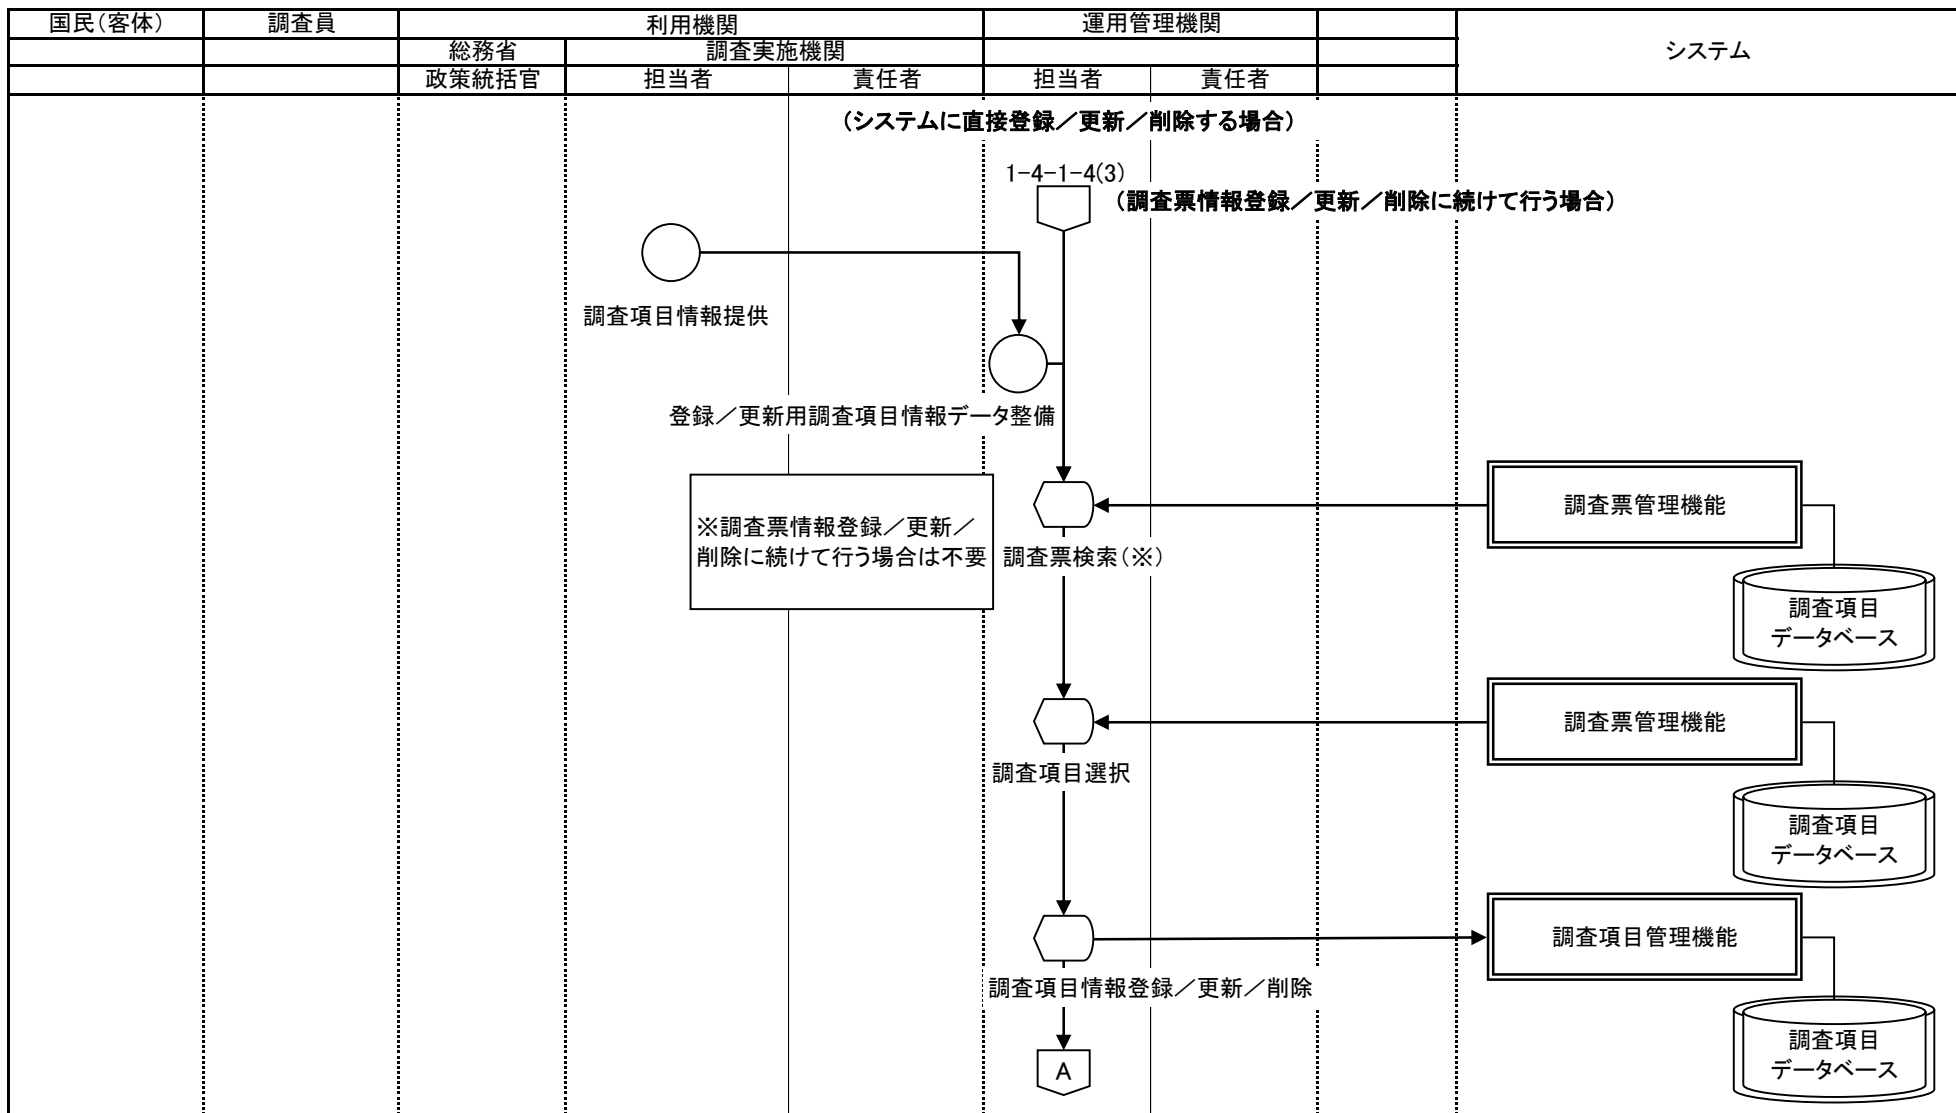 国民（客体）
調査員
利用機関
運用管理機関
システム
総務省
調査実施機関
政策統括官
担当者
責任者
担当者
責任者
（システムに直接登録／更新／削除する場合）
1-4-1-4(3)
（調査票情報登録／更新／削除に続けて行う場合）
調査項目情報提供
登録／更新用調査項目情報データ整備
※調査票情報登録／更新／
削除に続けて行う場合は不要
調査票検索（※）
調査票管理機能
調査項目
データベース
調査項目選択
調査票管理機能
調査項目
データベース
調査項目情報登録／更新／削除
調査項目管理機能
調査項目
データベース
A